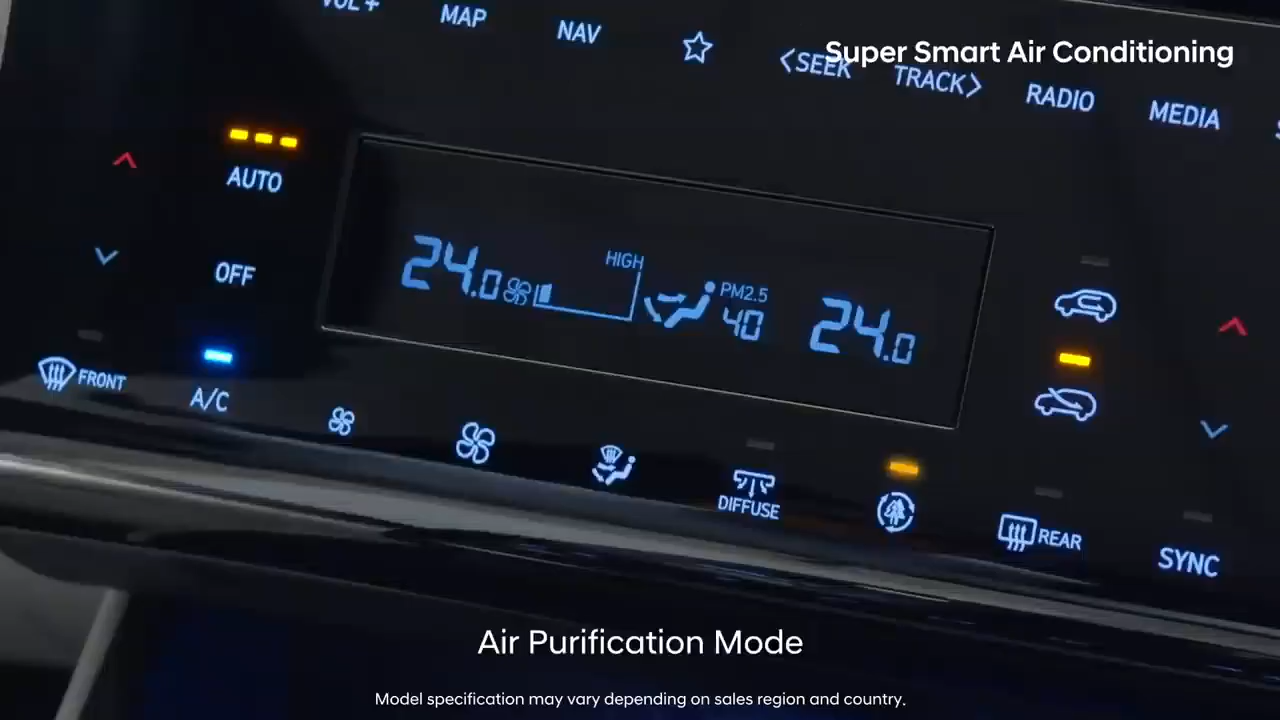 VOL+
MAP
NAV
Super Smart Air Conditioning
<SEEK
TRACK>
RADIO
MEDIA
AUTO
OFF
24.0
HIGH
PM2.5
40
24.0
FRONT
A/C
DIFFUSE
REAR
SYNC
Air Purification Mode
Model specification may vary depending on sales region and country.